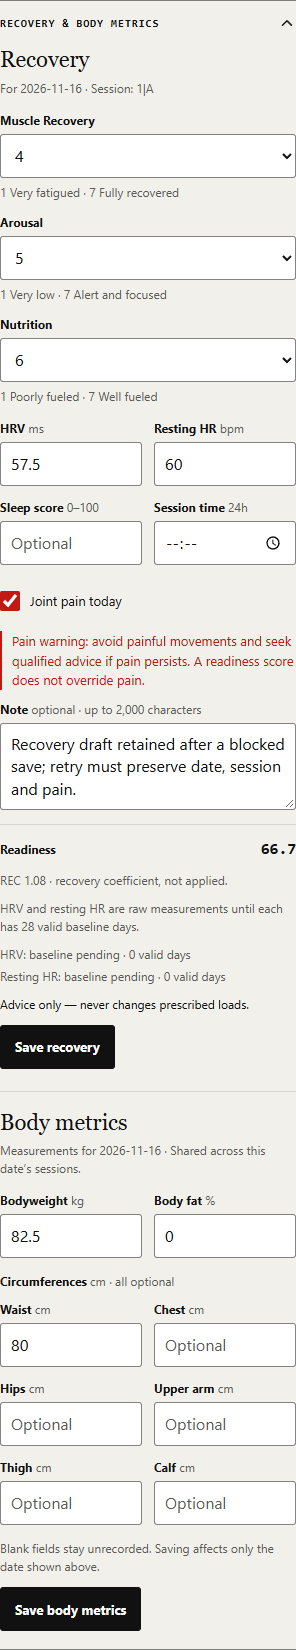 RECOVERY & BODY METRICS
Recovery
For 2026-11-16 · Session: 1|A
Muscle Recovery
4
1 Very fatigued · 7 Fully recovered
Arousal
5
1 Very low · 7 Alert and focused
Nutrition
6
1 Poorly fueled · 7 Well fueled
HRV ms Resting HR bpm
57.5 60
Sleep score 0–100 Session time 24h
Optional --:--
Joint pain today
Pain warning: avoid painful movements and seek
qualified advice if pain persists. A readiness score
does not override pain.
Note optional · up to 2,000 characters
Recovery draft retained after a blocked
save; retry must preserve date, session
and pain.
Readiness 66.7
REC 1.08 · recovery coefficient, not applied.
HRV and resting HR are raw measurements until each
has 28 valid baseline days.
HRV: baseline pending · 0 valid days
Resting HR: baseline pending · 0 valid days
Advice only — never changes prescribed loads.
Save recovery
Body metrics
Measurements for 2026-11-16 · Shared across this
date's sessions.
Bodyweight kg Body fat %
82.5 0
Circumferences cm · all optional
Waist cm Chest cm
80 Optional
Hips cm Upper arm cm
Optional Optional
Thigh cm Calf cm
Optional Optional
Blank fields stay unrecorded. Saving affects only the
date shown above.
Save body metrics